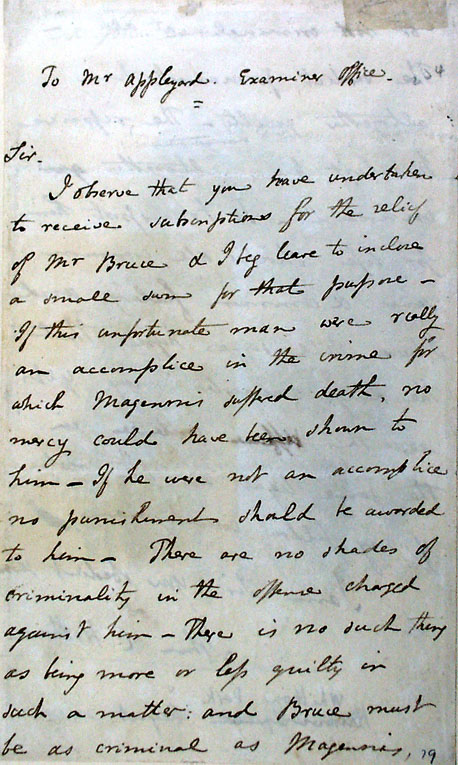 To Mr Appleyard. Examiner Office.
Sir.
I observe that you have undertaken
to receive subscriptions for the relief
of Mr Bruce & I beg leave to inclose
a small sum for that purpose –
If this unfortunate man were really
an accomplice in the crime for
which Magennis suffered death, no
mercy could have been shown to
him – If he were not an accomplice
no punishment should be awarded
to him – There are no shades of
criminality in the offense charged
against him – There is no such thing
as being more or less guilty in
such a matter: and Bruce must
be as criminal as Magennis,